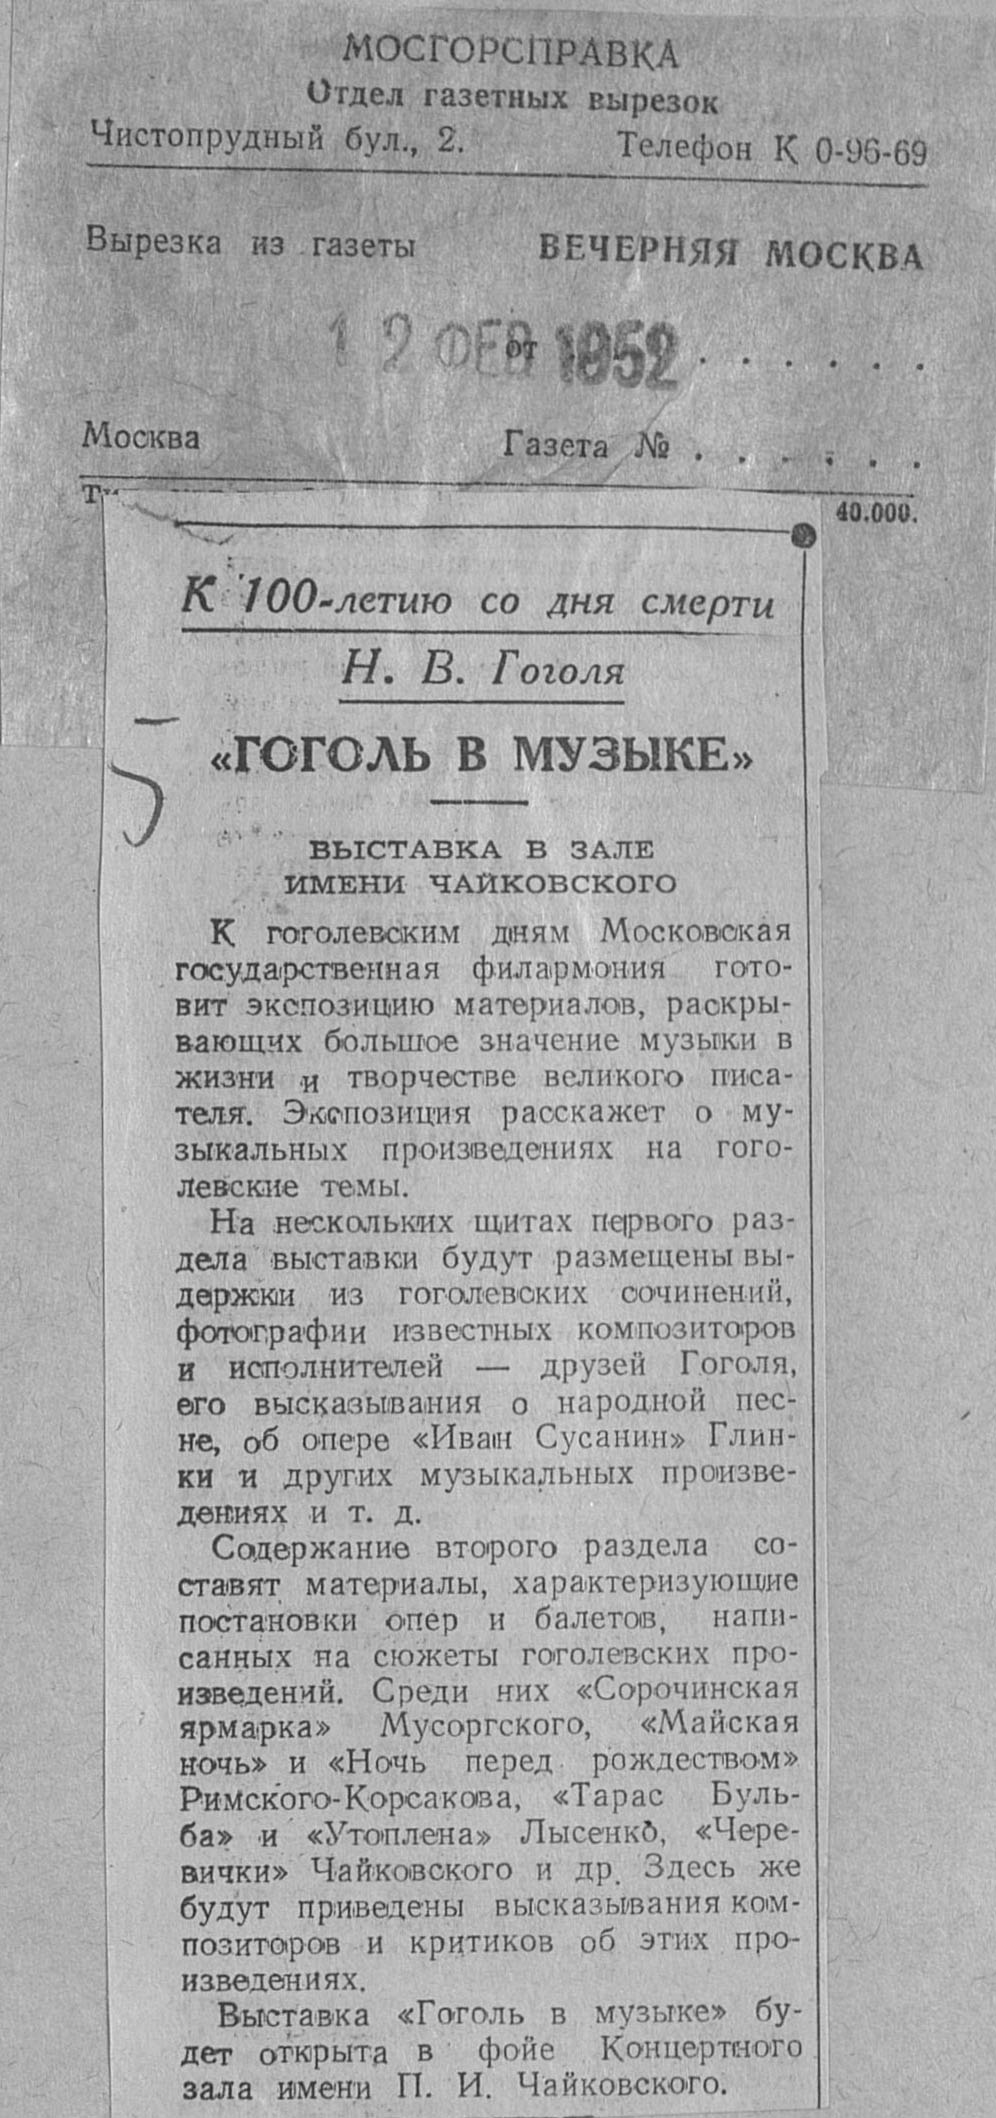 МОСГОРСПРАВКА
Отдел газетных вырезок
Чистопрудный бул., 2. Телефон К 0-96-69
Вырезка из газеты ВЕЧЕРНЯЯ МОСКВА
12 ФЕВ от 1952 . . . . . .
Москва Газета № . . . . . .
40.000.
К 100-летию со дня смерти
Н. В. Гоголя
«ГОГОЛЬ В МУЗЫКЕ»
ВЫСТАВКА В ЗАЛЕ
ИМЕНИ ЧАЙКОВСКОГО
К гоголевским дням Московская
государственная филармония гото-
вит экспозицию материалов, раскры-
вающих большое значение музыки в
жизни и творчестве великого писа-
теля. Экспозиция расскажет о му-
зыкальных произведениях на гого-
левские темы.
На нескольких щитах первого раз-
дела выставки будут размещены вы-
держки из гоголевских сочинений,
фотографии известных композиторов
и исполнителей — друзей Гоголя,
его высказывания о народной пес-
не, об опере «Иван Сусанин» Глин-
ки и других музыкальных произве-
дениях и т. д.
Содержание второго раздела со-
ставят материалы, характеризующие
постановки опер и балетов, напи-
санных на сюжеты гоголевских про-
изведений. Среди них «Сорочинская
ярмарка» Мусоргского, «Майская
ночь» и «Ночь перед рождеством»
Римского-Корсакова, «Тарас Буль-
ба» и «Утоплена» Лысенко, «Чере-
вички» Чайковского и др. Здесь же
будут приведены высказывания ком-
позиторов и критиков об этих про-
изведениях.
Выставка «Гоголь в музыке» бу-
дет открыта в фойе Концертного
зала имени П. И. Чайковского.